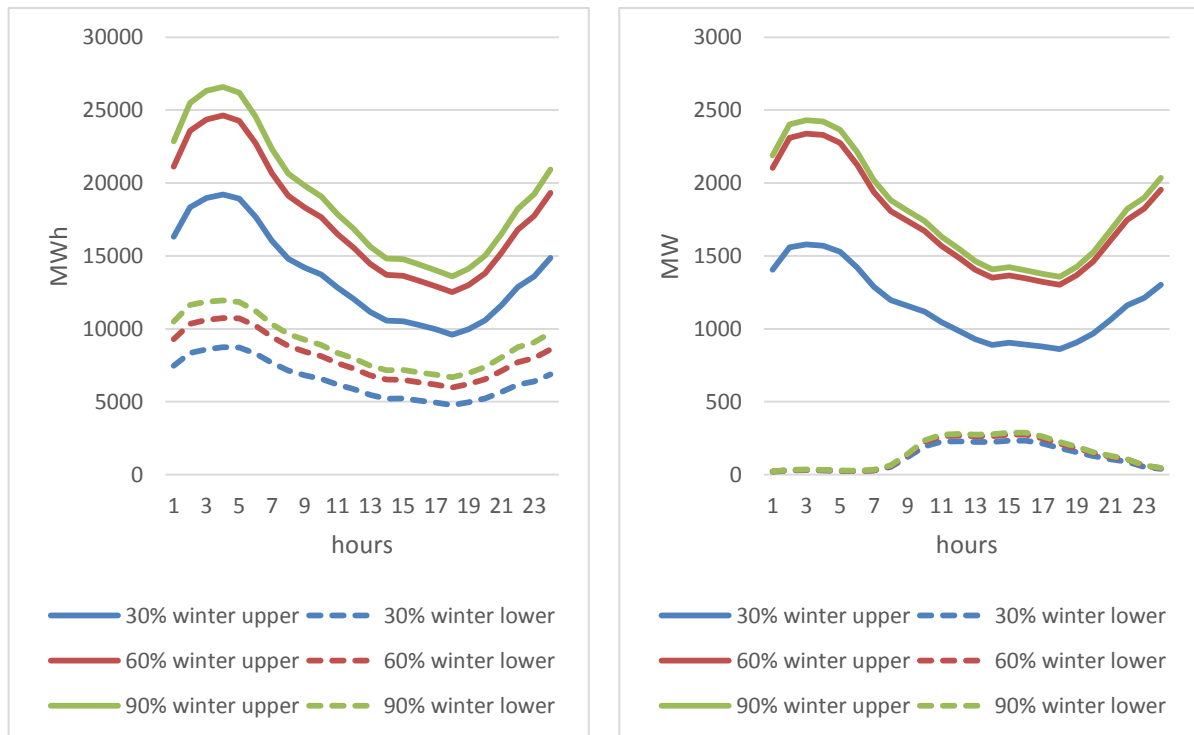 30000
25000
20000
15000
10000
5000
0
MWh
1 3 5 7 9 11 13 15 17 19 21 23
hours
30% winter upper 30% winter lower
60% winter upper 60% winter lower
90% winter upper 90% winter lower
3000
2500
2000
1500
1000
500
0
MW
1 3 5 7 9 11 13 15 17 19 21 23
hours
30% winter upper 30% winter lower
60% winter upper 60% winter lower
90% winter upper 90% winter lower